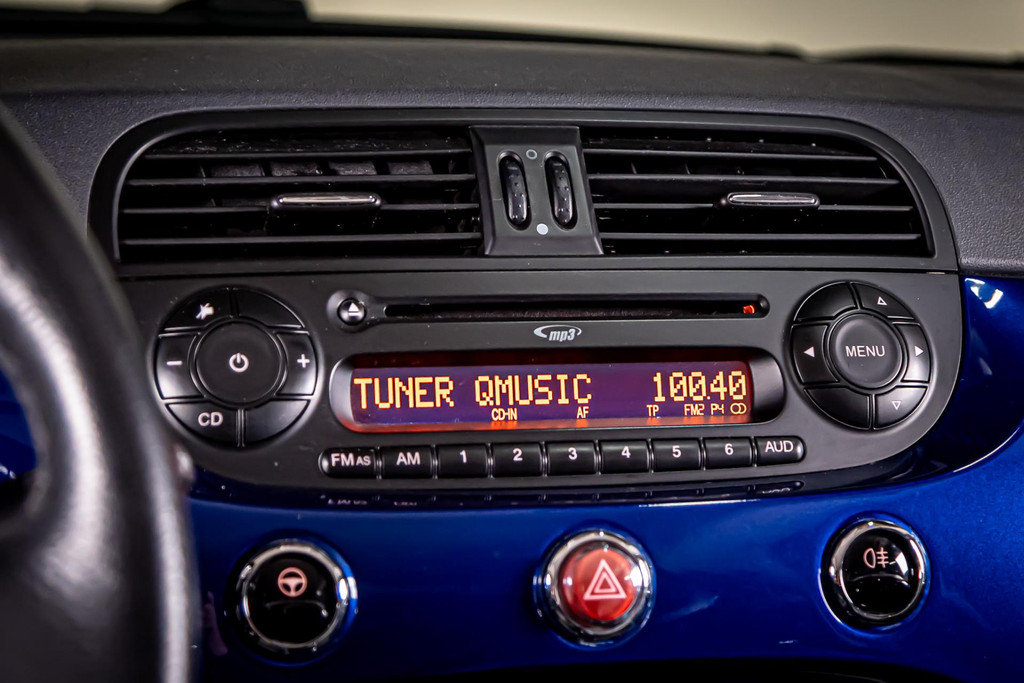 mp3
MENU
TUNER QMUSIC 100.40
CD-IN AF TP FM2 P4
CD
FM AS AM 1 2 3 4 5 6 AUD